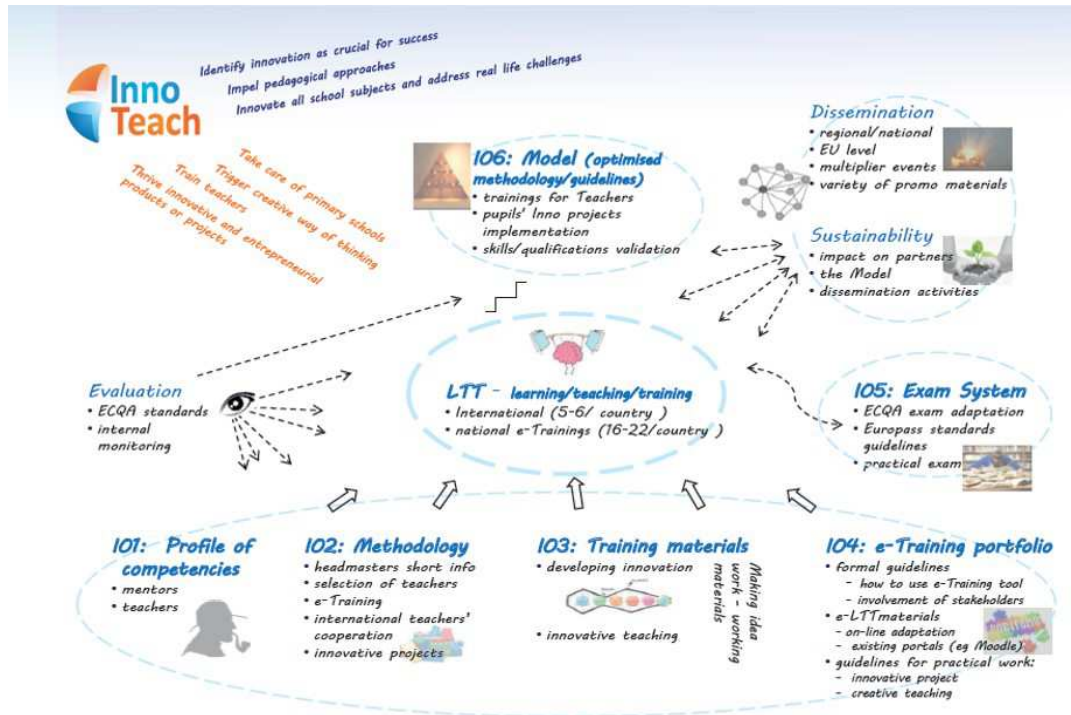 Inno
Teach
Identify innovation as crucial for success
Impel pedagogical approaches
Innovate all school subjects and address real life challenges
Take care of primary schools
Triager creative way of thinking
Train teachers
Thrive innovative and entrepreneurial
products or projects
IO6: Model (optimised
methodology/guidelines)
• trainings for Teachers
• pupils' Inno projects
implementation
• skills/qualifications validation
Dissemination
• regional/national
• EU level
• multiplier events
• variety of promo materials
Sustainability
• impact on partners
• the Model
• dissemination activities
Evaluation
• ECQA standards
• internal
monitoring
LTT - learning/teaching/training
• International (5-6/ country )
• national e-Trainings (16-22/country )
IO5: Exam System
• ECQA exam adaptation
• Europass standards
guidelines
• practical exam
IO1: Profile of
competencies
• mentors
• teachers
IO2: Methodology
• headmasters short info
• selection of teachers
• e-Training
• international teachers'
cooperation
• innovative projects
IO3: Training materials
• developing innovation
• innovative teaching
Making idea
work - working
materials
IO4: e-Training portfolio
• formal guidelines
- how to use e-Training tool
- involvement of stakeholders
• e-LTTmaterials
- on-line adaptation
- existing portals (eg Moodle)
• guidelines for practical work:
- innovative project
- creative teaching